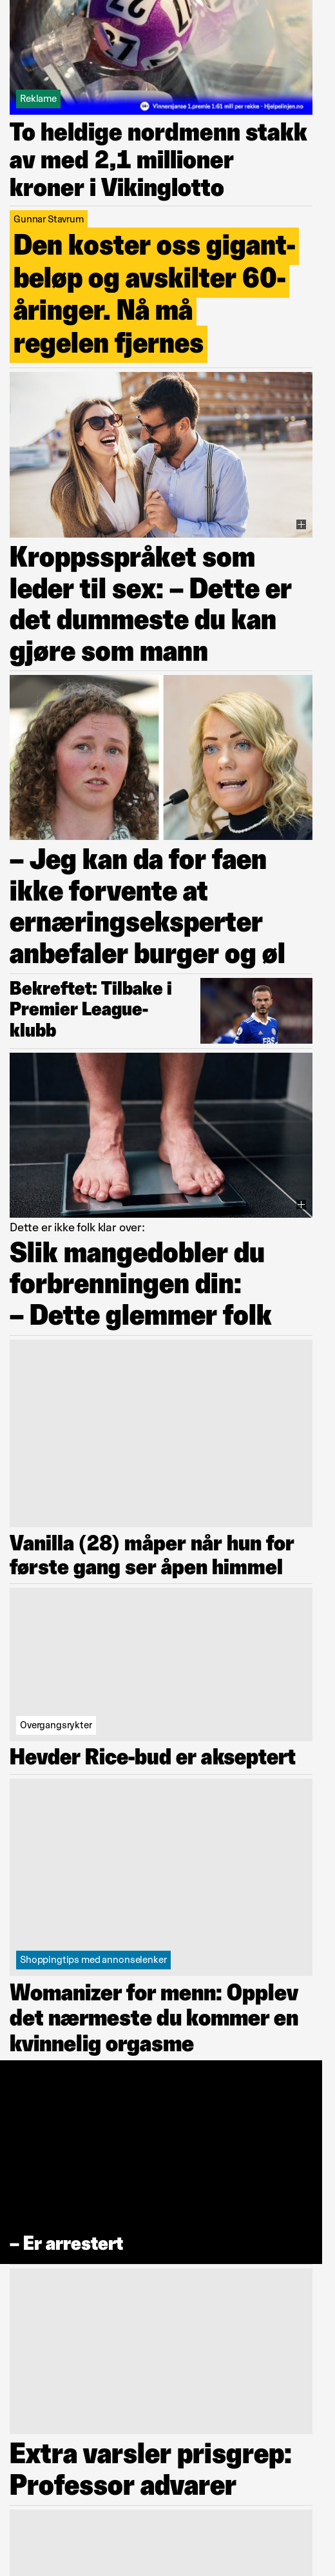 Reklame
18+ Vinnersjanse 1.premie 1:61 mill per rekke - Hjelpelinjen.no
To heldige nordmenn stakk
av med 2,1 millioner
kroner i Vikinglotto
Gunnar Stavrum
Den koster oss gigant-
beløp og avskilter 60-
åringer. Nå må
regelen fjernes
Kroppsspråket som
leder til sex: – Dette er
det dummeste du kan
gjøre som mann
– Jeg kan da for faen
ikke forvente at
ernæringseksperter
anbefaler burger og øl
Bekreftet: Tilbake i
Premier League-
klubb
Dette er ikke folk klar over:
Slik mangedobler du
forbrenningen din:
– Dette glemmer folk
Vanilla (28) måper når hun for
første gang ser åpen himmel
Overgangsrykter
Hevder Rice-bud er akseptert
Shoppingtips med annonselenker
Womanizer for menn: Opplev
det nærmeste du kommer en
kvinnelig orgasme
– Er arrestert
Extra varsler prisgrep:
Professor advarer